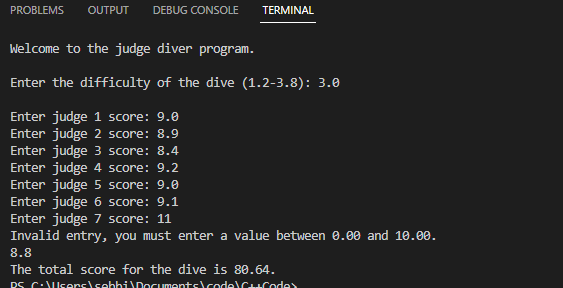 PROBLEMS OUTPUT DEBUG CONSOLE TERMINAL
Welcome to the judge diver program.
Enter the difficulty of the dive (1.2-3.8): 3.0
Enter judge 1 score: 9.0
Enter judge 2 score: 8.9
Enter judge 3 score: 8.4
Enter judge 4 score: 9.2
Enter judge 5 score: 9.0
Enter judge 6 score: 9.1
Enter judge 7 score: 11
Invalid entry, you must enter a value between 0.00 and 10.00.
8.8
The total score for the dive is 80.64.
PS C:\Users\sebbi\Documents\code\C++Code>